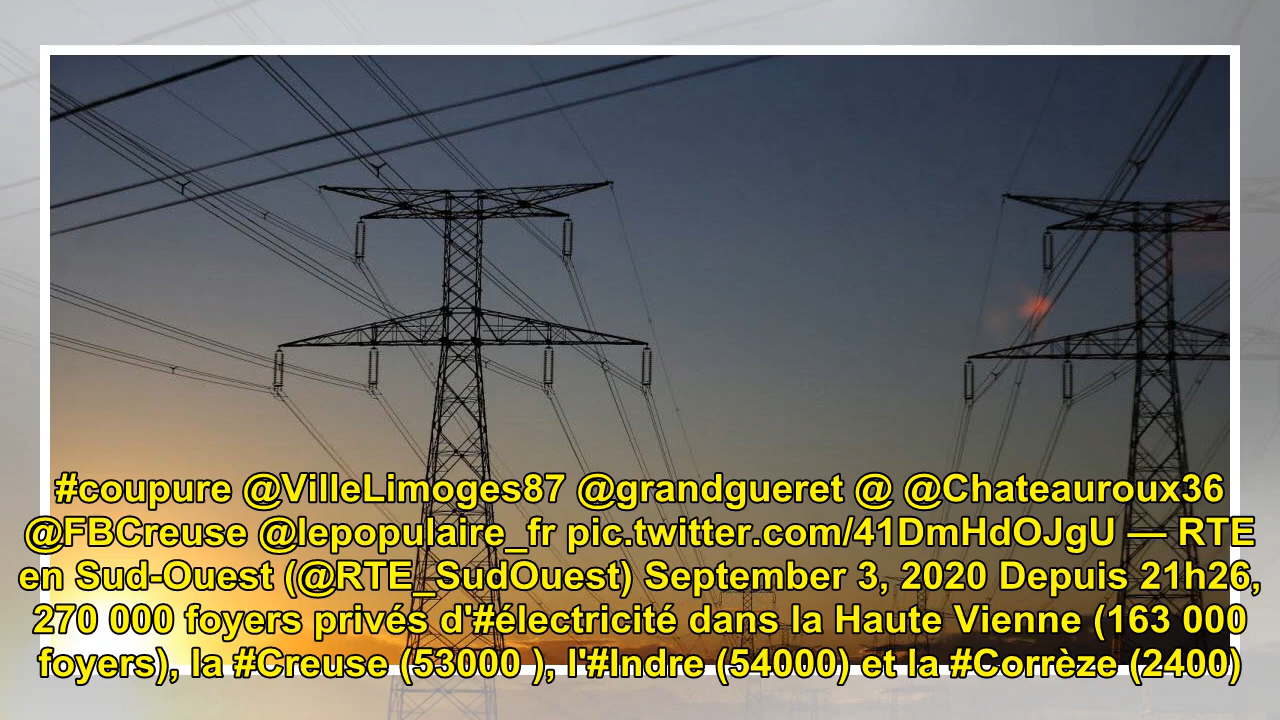 #coupure @VilleLimoges87 @grandgueret @ @Chateauroux36
@FBCreuse @lepopulaire_fr pic.twitter.com/41DmHdOJgU — RTE
en Sud-Ouest (@RTE_SudOuest) September 3, 2020 Depuis 21h26,
270 000 foyers privés d'#électricité dans la Haute Vienne (163 000
foyers), la #Creuse (53000 ), l'#Indre (54000) et la #Corrèze (2400)